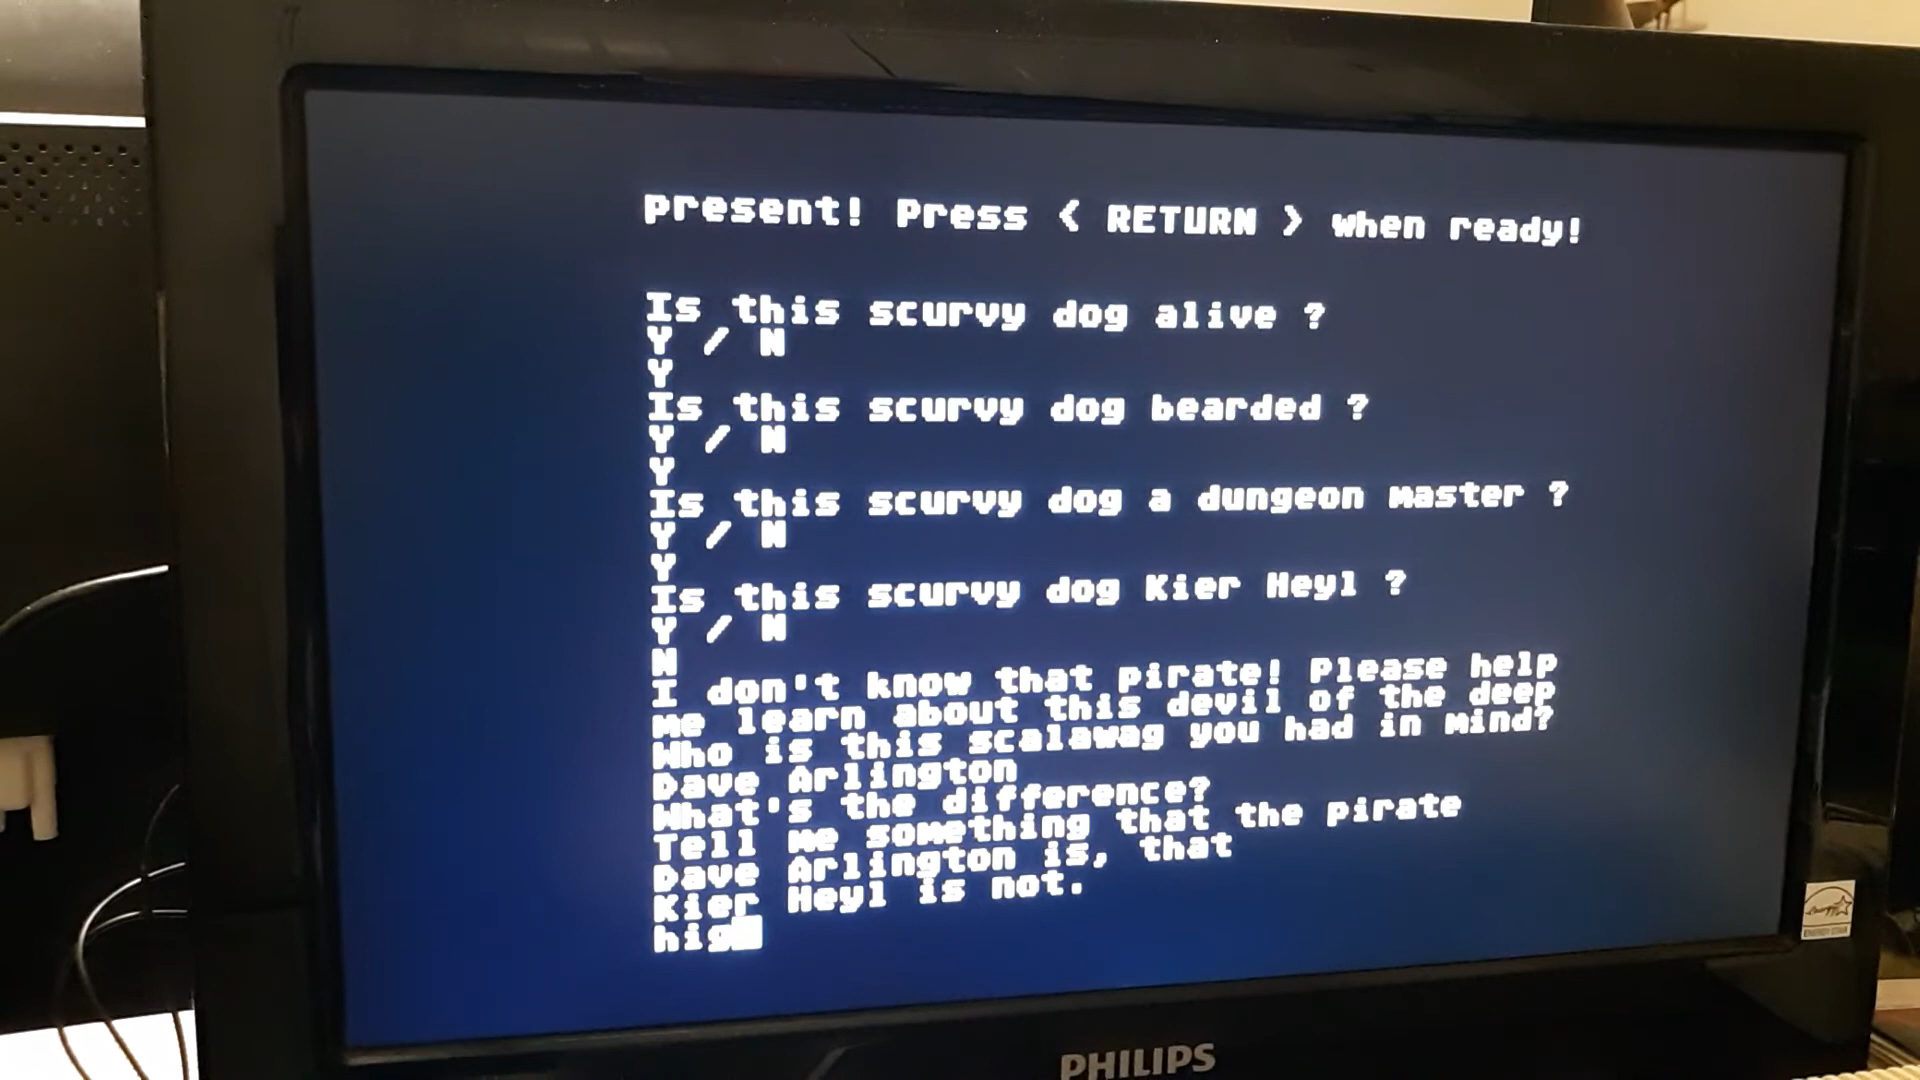 present! Press < RETURN > when ready!
Is this scurvy dog alive ?
Y / N
Y
Is this scurvy dog bearded ?
Y / N
Y
Is this scurvy dog a dungeon master ?
Y / N
Y
Is this scurvy dog Kier Heyl ?
Y / N
N
I don't know that pirate! Please help
me learn about this devil of the deep
Who is this scalawag you had in mind?
Dave Arlington
What's the difference?
Tell me something that the pirate
Dave Arlington is, that
Kier Heyl is not.
hig
PHILIPS
ENERGY STAR